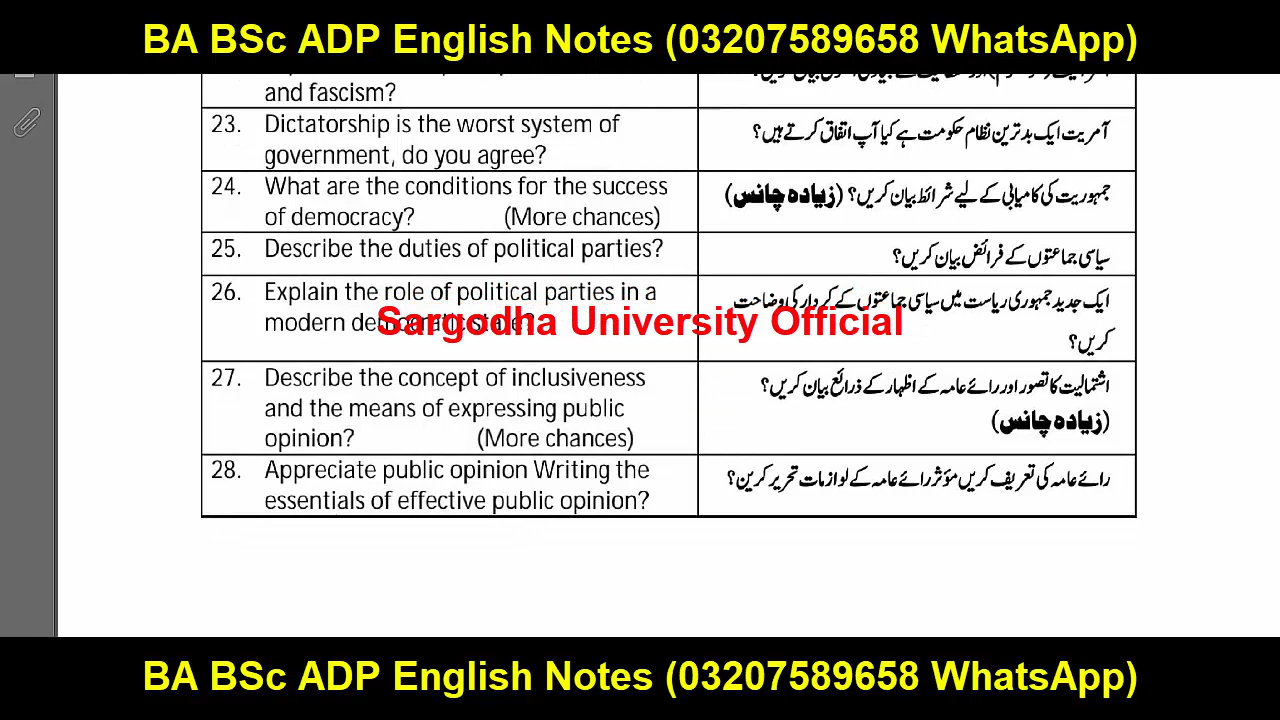 BA BSc ADP English Notes (03207589658 WhatsApp)
and fascism?
23. Dictatorship is the worst system of
government, do you agree?
آمریت ایک بدترین نظام حکومت ہے کیا آپ اتفاق کرتے ہیں؟
24. What are the conditions for the success
of democracy? (More chances)
جمہوریت کی کامیابی کے لیے شرائط بیان کریں؟ (زیادہ چانس)
25. Describe the duties of political parties?
سیاسی جماعتوں کے فرائض بیان کریں؟
26. Explain the role of political parties in a
modern democratic state?
ایک جدید جمہوری ریاست میں سیاسی جماعتوں کے کردار کی وضاحت
کریں؟
Sargodha University Official
27. Describe the concept of inclusiveness
and the means of expressing public
opinion? (More chances)
اشتمالیت کا تصور اور رائے عامہ کے اظہار کے ذرائع بیان کریں؟
(زیادہ چانس)
28. Appreciate public opinion Writing the
essentials of effective public opinion?
رائے عامہ کی تعریف کریں مؤثر رائے عامہ کے لوازمات تحریر کرین؟
BA BSc ADP English Notes (03207589658 WhatsApp)